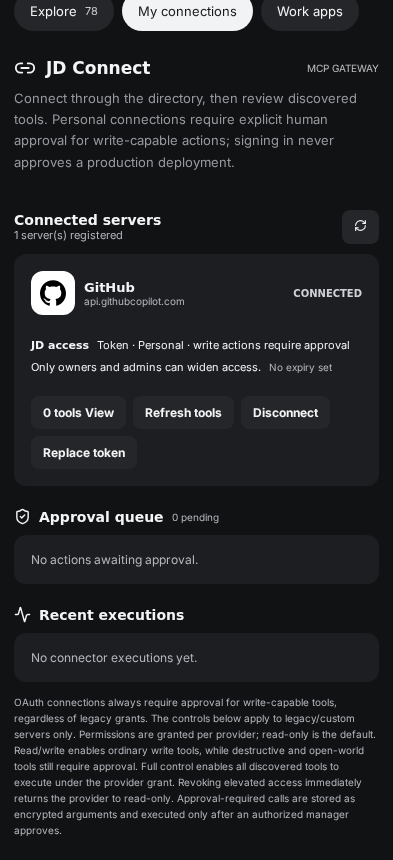 Explore 78 My connections Work apps
JD Connect MCP GATEWAY
Connect through the directory, then review discovered
tools. Personal connections require explicit human
approval for write-capable actions; signing in never
approves a production deployment.
Connected servers
1 server(s) registered
GitHub
api.githubcopilot.com
CONNECTED
JD access Token · Personal · write actions require approval
Only owners and admins can widen access. No expiry set
0 tools View Refresh tools Disconnect
Replace token
Approval queue 0 pending
No actions awaiting approval.
Recent executions
No connector executions yet.
OAuth connections always require approval for write-capable tools,
regardless of legacy grants. The controls below apply to legacy/custom
servers only. Permissions are granted per provider; read-only is the default.
Read/write enables ordinary write tools, while destructive and open-world
tools still require approval. Full control enables all discovered tools to
execute under the provider grant. Revoking elevated access immediately
returns the provider to read-only. Approval-required calls are stored as
encrypted arguments and executed only after an authorized manager
approves.